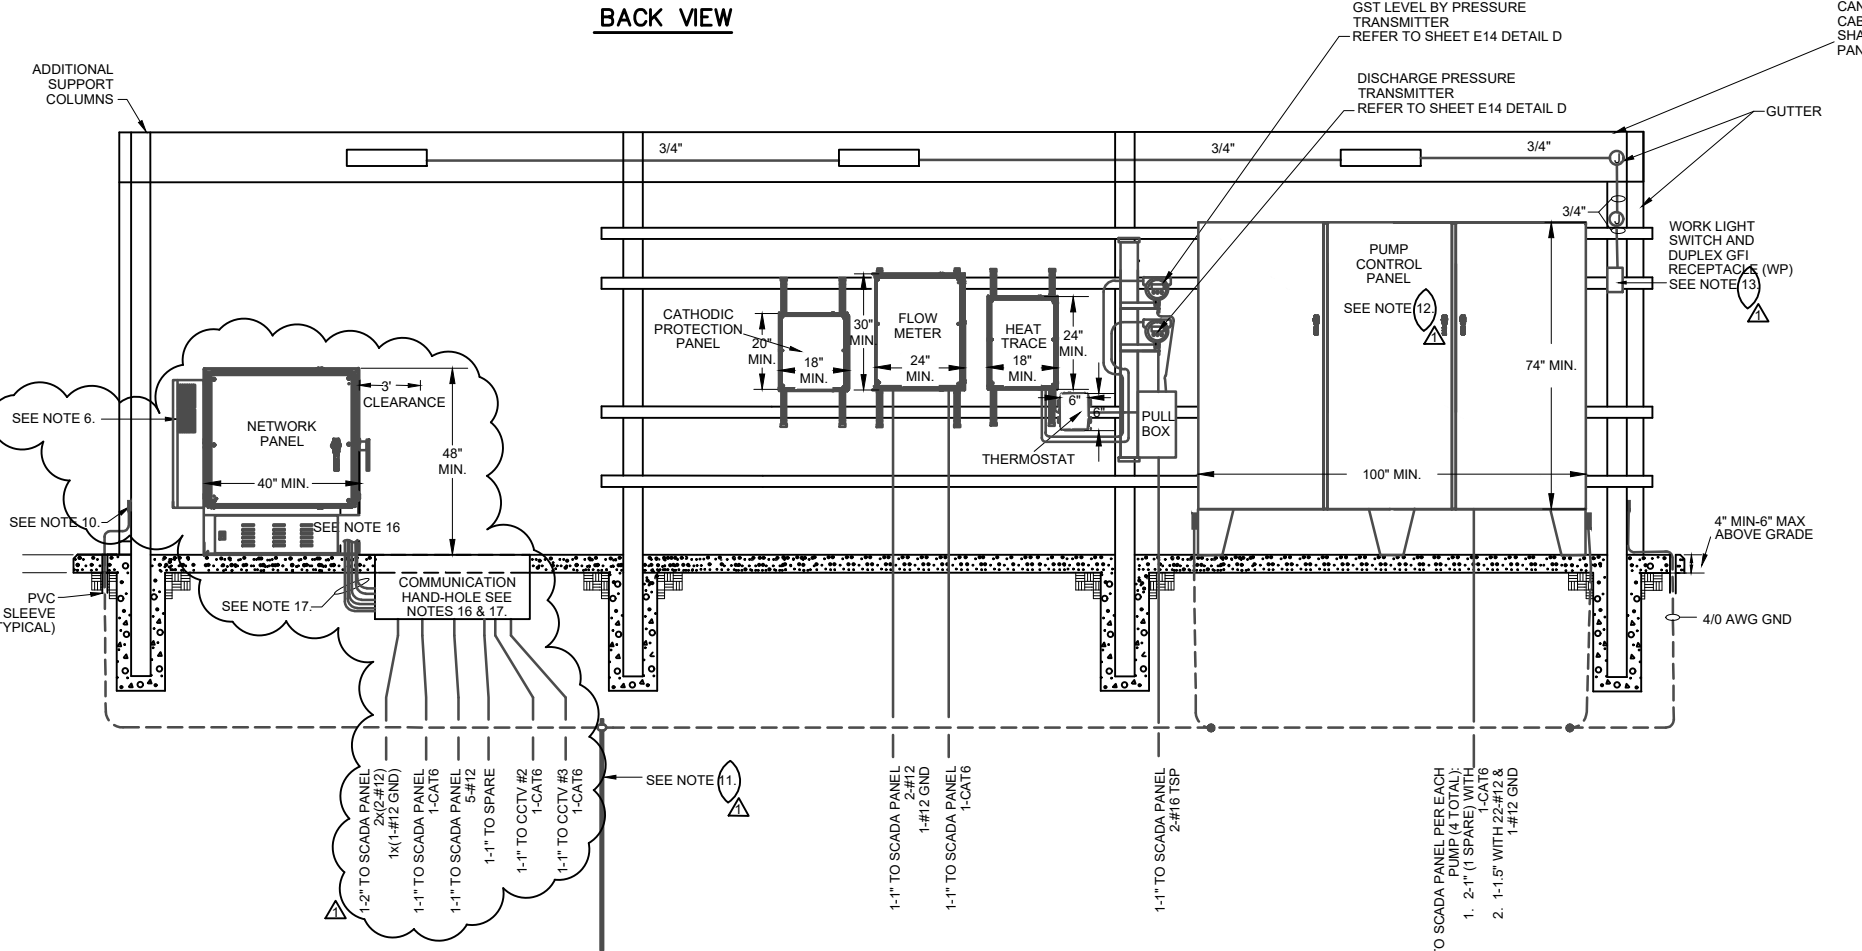 BACK VIEW
GST LEVEL BY PRESSURE
TRANSMITTER
REFER TO SHEET E14 DETAIL D
CAN
CAB
SHA
PAN
ADDITIONAL
SUPPORT
COLUMNS
DISCHARGE PRESSURE
TRANSMITTER
REFER TO SHEET E14 DETAIL D
GUTTER
3/4"
3/4"
3/4"
3/4"
WORK LIGHT
SWITCH AND
DUPLEX GFI
RECEPTACLE (WP)
SEE NOTE 13.
1
PUMP
CONTROL
PANEL
SEE NOTE 12.
1
74" MIN.
100" MIN.
CATHODIC
PROTECTION
PANEL
20"
MIN.
18"
MIN.
30"
MIN.
FLOW
METER
24"
MIN.
HEAT
TRACE
18"
MIN.
24"
MIN.
6"
6"
PULL
BOX
THERMOSTAT
3'
CLEARANCE
SEE NOTE 6.
NETWORK
PANEL
40" MIN.
48"
MIN.
SEE NOTE 10.
SEE NOTE 16
4" MIN-6" MAX
ABOVE GRADE
PVC
SLEEVE
TYPICAL)
SEE NOTE 17.
COMMUNICATION
HAND-HOLE SEE
NOTES 16 & 17.
4/0 AWG GND
SEE NOTE 11.
1
1
1-2" TO SCADA PANEL
2x(2-#12)
1x(1-#12 GND)
1-1" TO SCADA PANEL
1-CAT6
1-1" TO SCADA PANEL
5-#12
1-1" TO SPARE
1-1" TO CCTV #2
1-CAT6
1-1" TO CCTV #3
1-CAT6
1-1" TO SCADA PANEL
2-#12
1-#12 GND
1-1" TO SCADA PANEL
1-CAT6
1-1" TO SCADA PANEL
2-#16 TSP
TO SCADA PANEL PER EACH
PUMP (4 TOTAL):
1. 2-1" (1 SPARE) WITH
1-CAT6
2. 1-1.5" WITH 22-#12 &
1-#12 GND